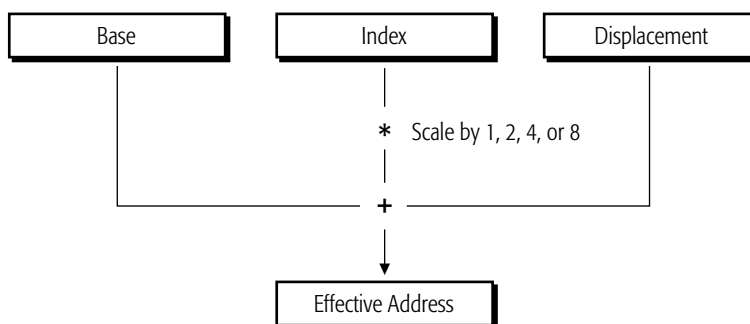 Base
Index
Displacement
* Scale by 1, 2, 4, or 8
+
Effective Address